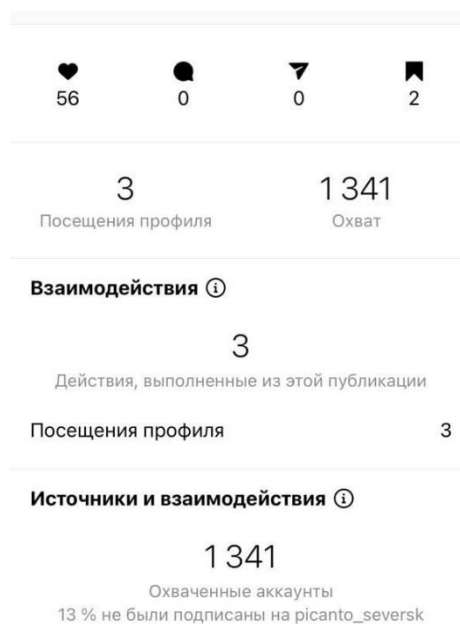 56 0 0 2
3 1 341
Посещения профиля Охват
Взаимодействия
3
Действия, выполненные из этой публикации
Посещения профиля 3
Источники и взаимодействия
1 341
Охваченные аккаунты
13 % не были подписаны на picanto_seversk